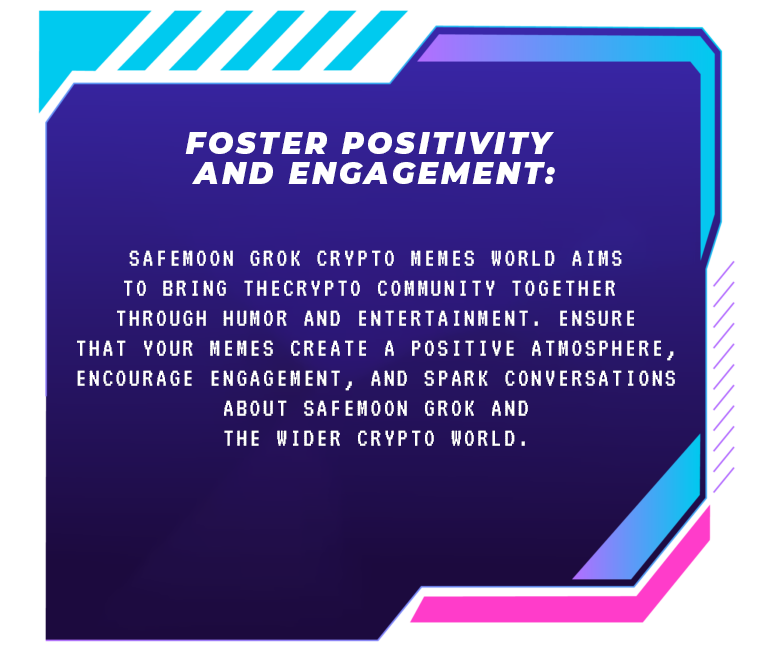 FOSTER POSITIVITY
AND ENGAGEMENT:
SAFEMOON GROK CRYPTO MEMES WORLD AIMS
TO BRING THECRYPTO COMMUNITY TOGETHER
THROUGH HUMOR AND ENTERTAINMENT. ENSURE
THAT YOUR MEMES CREATE A POSITIVE ATMOSPHERE,
ENCOURAGE ENGAGEMENT, AND SPARK CONVERSATIONS
ABOUT SAFEMOON GROK AND
THE WIDER CRYPTO WORLD.